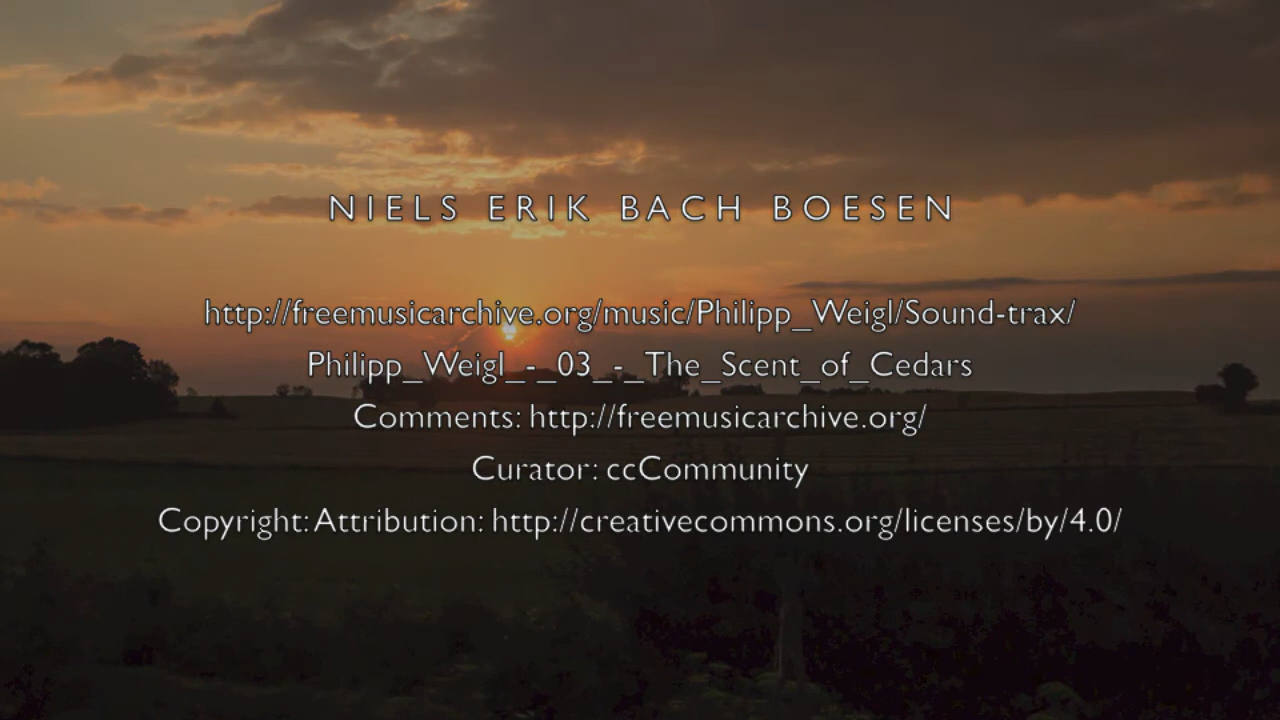 NIELS ERIK BACH BOESEN
http://freemusicarchive.org/music/Philipp_Weigl/Sound-trax/
Philipp_Weigl_-_03_-_The_Scent_of_Cedars
Comments: http://freemusicarchive.org/
Curator: ccCommunity
Copyright: Attribution: http://creativecommons.org/licenses/by/4.0/